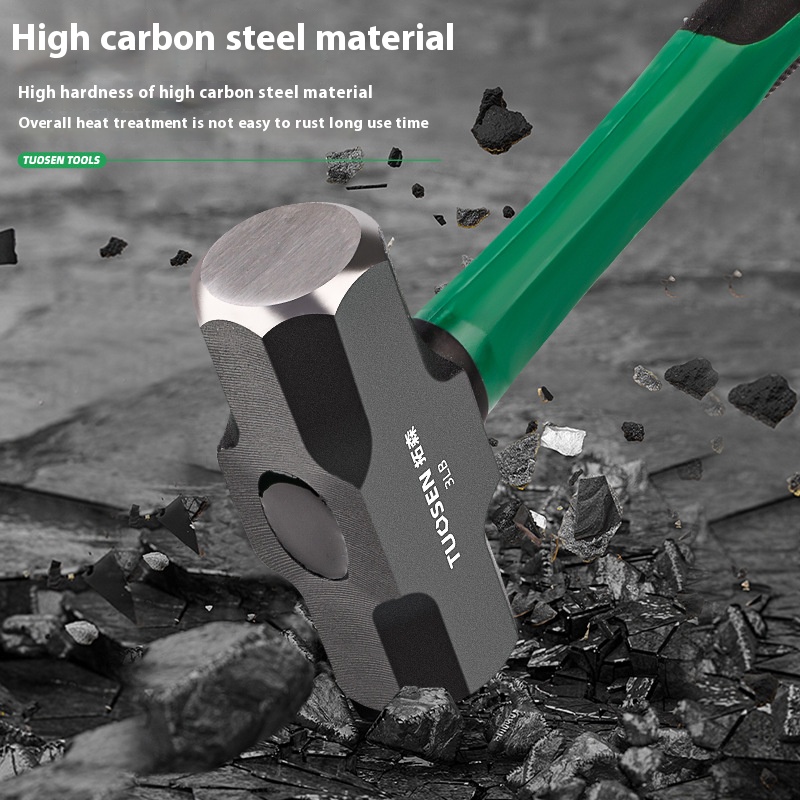 High carbon steel material
High hardness of high carbon steel material
Overall heat treatment is not easy to rust long use time
TUOSEN TOOLS
TUOSEN 拓森
3LB